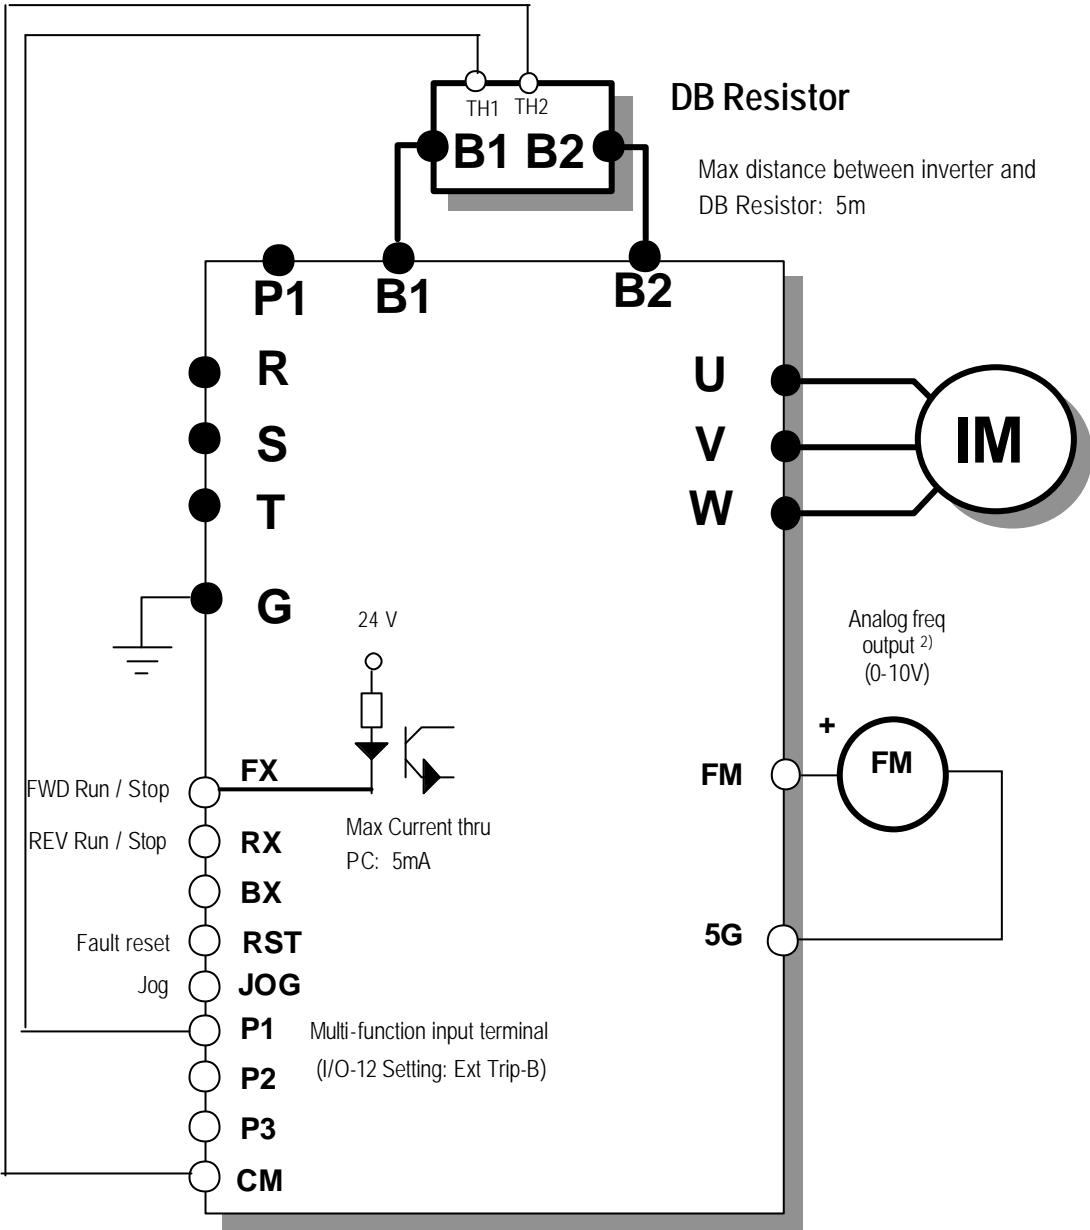 TH1 TH2
DB Resistor
B1 B2
Max distance between inverter and
DB Resistor: 5m
P1 B1 B2
R
S
T
G
U
V
W
IM
24 V
Analog freq
output 2)
(0-10V)
+
FM
FM
5G
FWD Run / Stop FX
Max Current thru
PC: 5mA
REV Run / Stop RX
BX
Fault reset RST
Jog JOG
P1 Multi-function input terminal
(I/O-12 Setting: Ext Trip-B)
P2
P3
CM